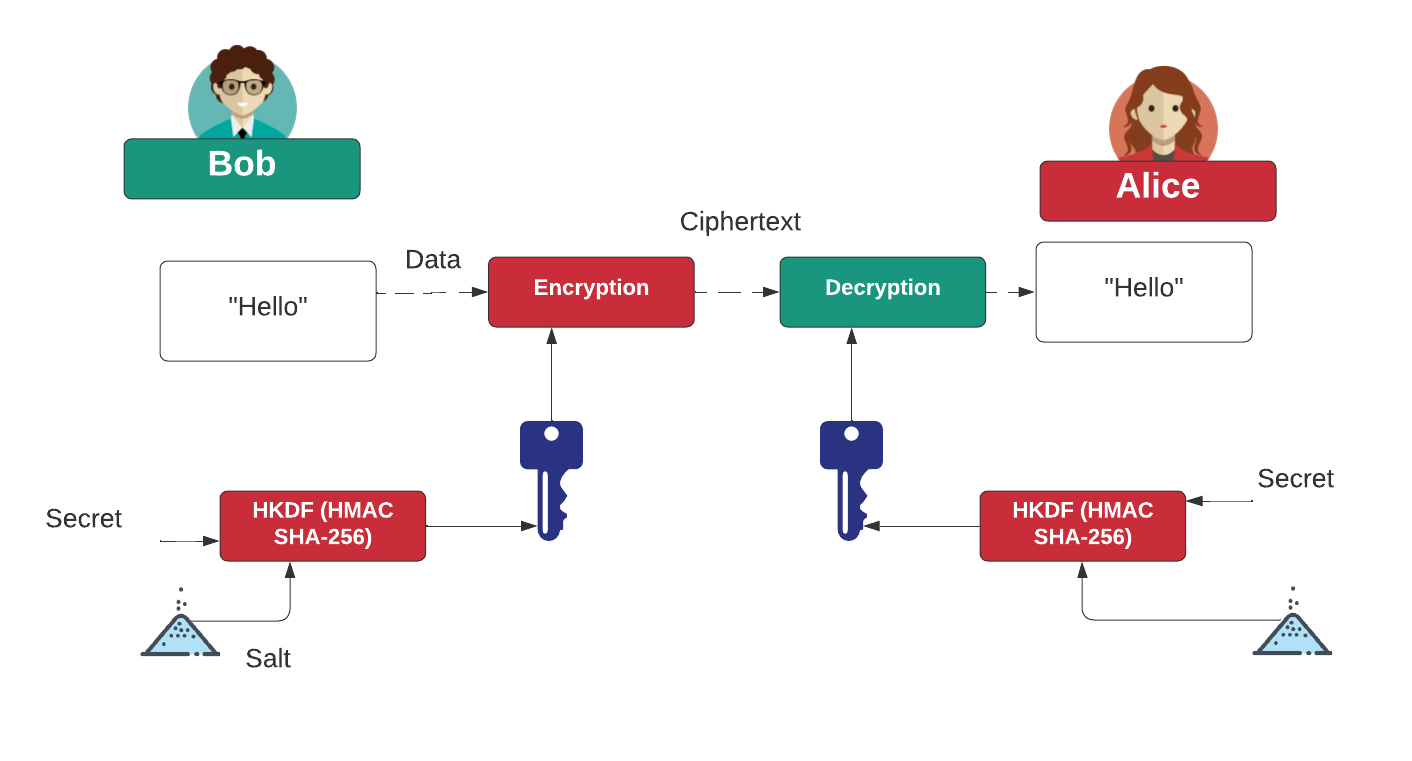 Bob
Alice
Ciphertext
Data
"Hello"
Encryption
Decryption
"Hello"
Secret
HKDF (HMAC
SHA-256)
HKDF (HMAC
SHA-256)
Secret
Salt